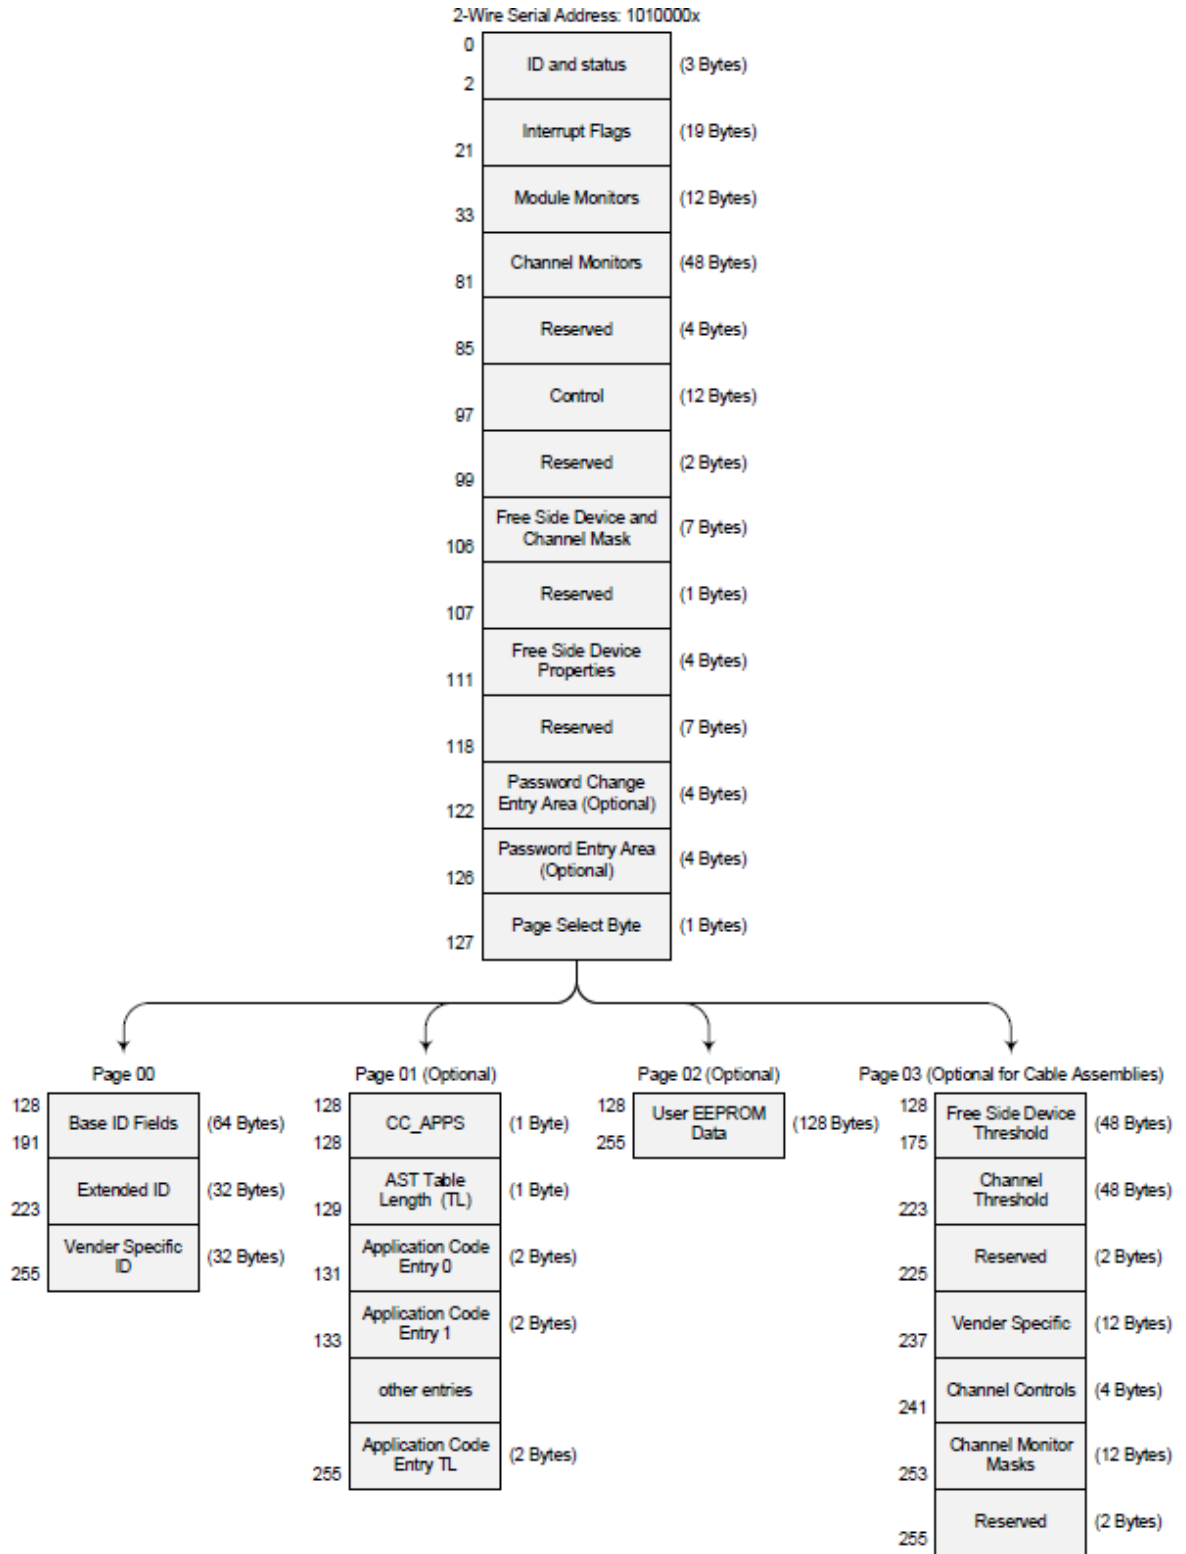 2-Wire Serial Address: 1010000x
0
ID and status (3 Bytes)
2
Interrupt Flags (19 Bytes)
21
Module Monitors (12 Bytes)
33
Channel Monitors (48 Bytes)
81
Reserved (4 Bytes)
85
Control (12 Bytes)
97
Reserved (2 Bytes)
99
Free Side Device and
Channel Mask (7 Bytes)
106
Reserved (1 Bytes)
107
Free Side Device
Properties (4 Bytes)
111
Reserved (7 Bytes)
118
Password Change
Entry Area (Optional) (4 Bytes)
122
Password Entry Area
(Optional) (4 Bytes)
126
Page Select Byte (1 Bytes)
127
Page 00
128
Base ID Fields (64 Bytes)
191
Extended ID (32 Bytes)
223
Vender Specific
ID (32 Bytes)
255
Page 01 (Optional)
128
CC_APPS (1 Byte)
128
AST Table
Length (TL) (1 Byte)
129
Application Code
Entry 0 (2 Bytes)
131
Application Code
Entry 1 (2 Bytes)
133
other entries
Application Code
Entry TL (2 Bytes)
255
Page 02 (Optional)
128
User EEPROM
Data (128 Bytes)
255
Page 03 (Optional for Cable Assemblies)
128
Free Side Device
Threshold (48 Bytes)
175
Channel
Threshold (48 Bytes)
223
Reserved (2 Bytes)
225
Vender Specific (12 Bytes)
237
Channel Controls (4 Bytes)
241
Channel Monitor
Masks (12 Bytes)
253
Reserved (2 Bytes)
255